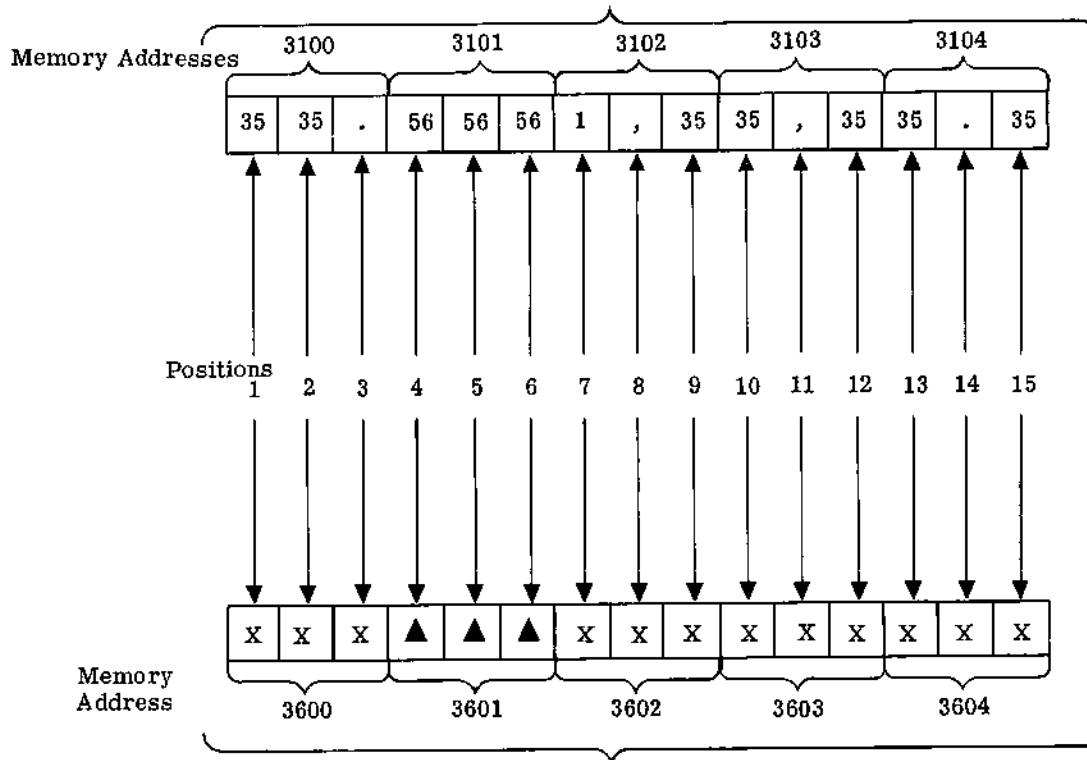 3100 3101 3102 3103 3104
Memory Addresses
35 35 . 56 56 56 1 , 35 35 , 35 35 . 35
Positions
1 2 3 4 5 6 7 8 9 10 11 12 13 14 15
X X X ▲ ▲ ▲ X X X X X X X X X
Memory
Address
3600 3601 3602 3603 3604